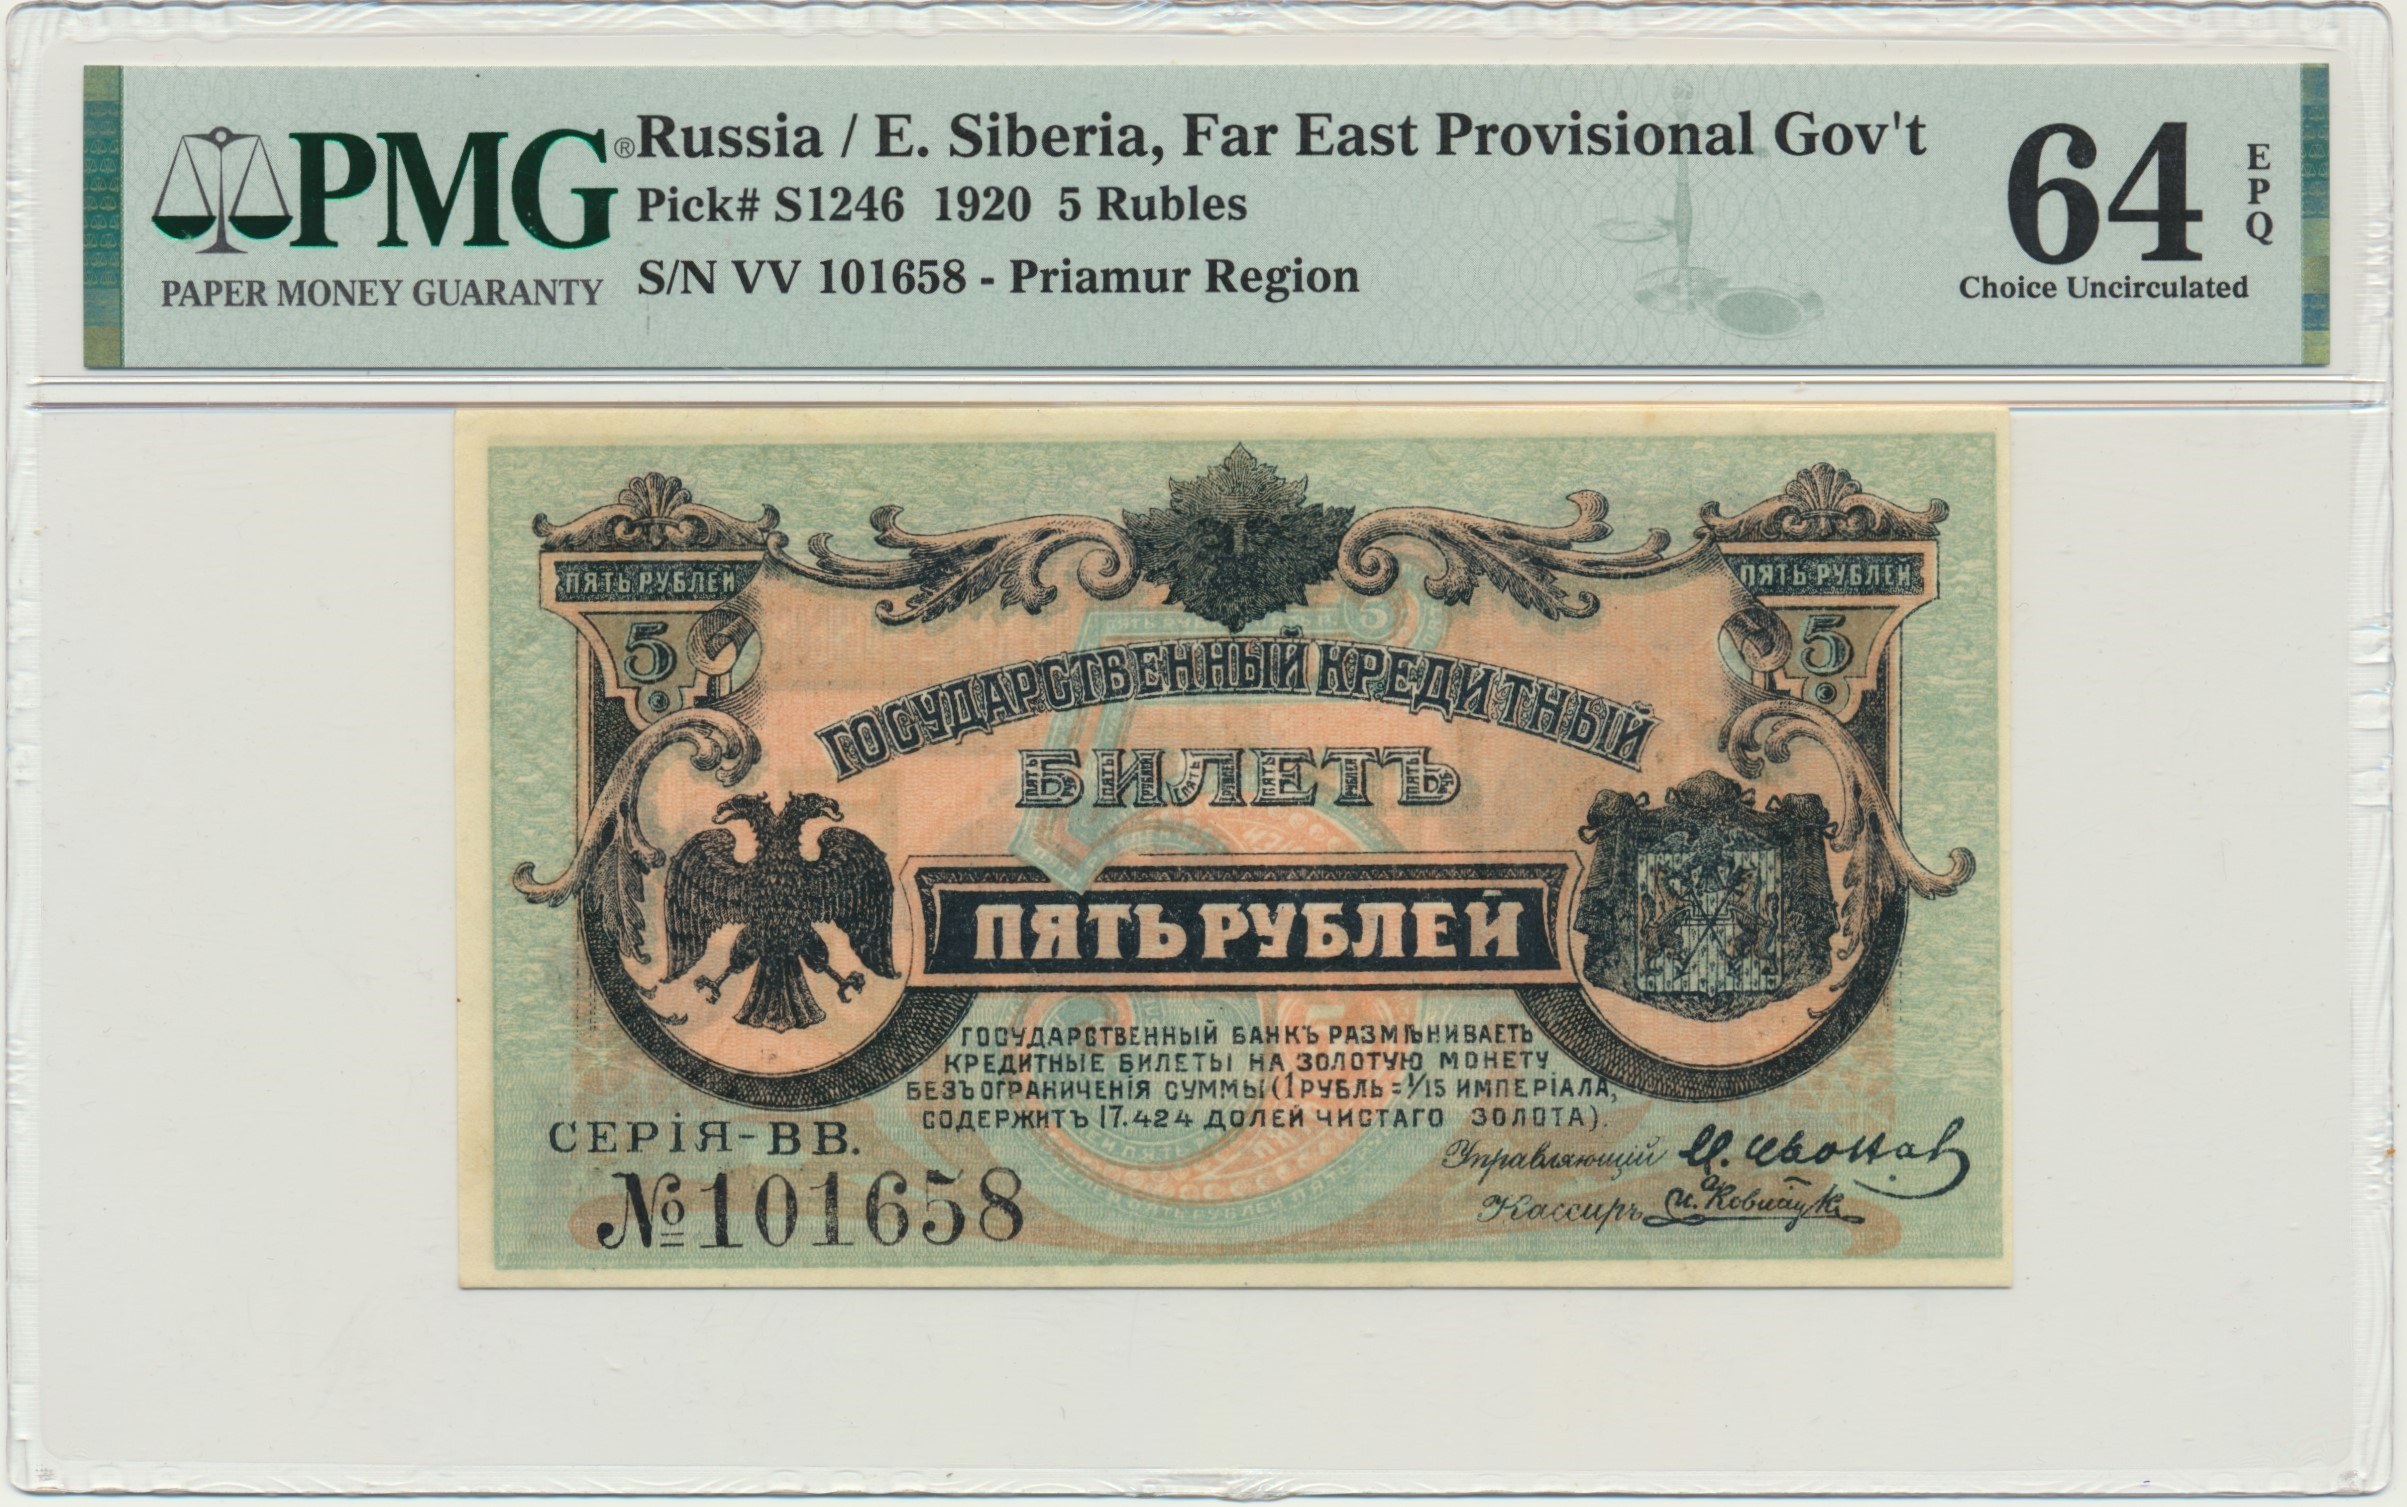 PMG®
PAPER MONEY GUARANTY
Russia / E. Siberia, Far East Provisional Gov't
Pick# S1246 1920 5 Rubles
S/N VV 101658 - Priamur Region
64
EPQ
Choice Uncirculated
ПЯТЬ РУБЛЕЙ
ПЯТЬ РУБЛЕЙ
5
5
ГОСУДАРСТВЕННЫЙ КРЕДИТНЫЙ
БИЛЕТЪ
ПЯТЬ РУБЛЕЙ
ГОСУДАРСТВЕННЫЙ БАНКЪ РАЗМѢНИВАЕТЪ
КРЕДИТНЫЕ БИЛЕТЫ НА ЗОЛОТУЮ МОНЕТУ
БЕЗЪ ОГРАНИЧЕНІЯ СУММЫ (1 РУБЛЬ = 1/15 ИМПЕРІАЛА,
СОДЕРЖИТЪ 17.424 ДОЛЕЙ ЧИСТАГО ЗОЛОТА).
СЕРІЯ-ВВ.
№101658
Управляющій
Кассиръ